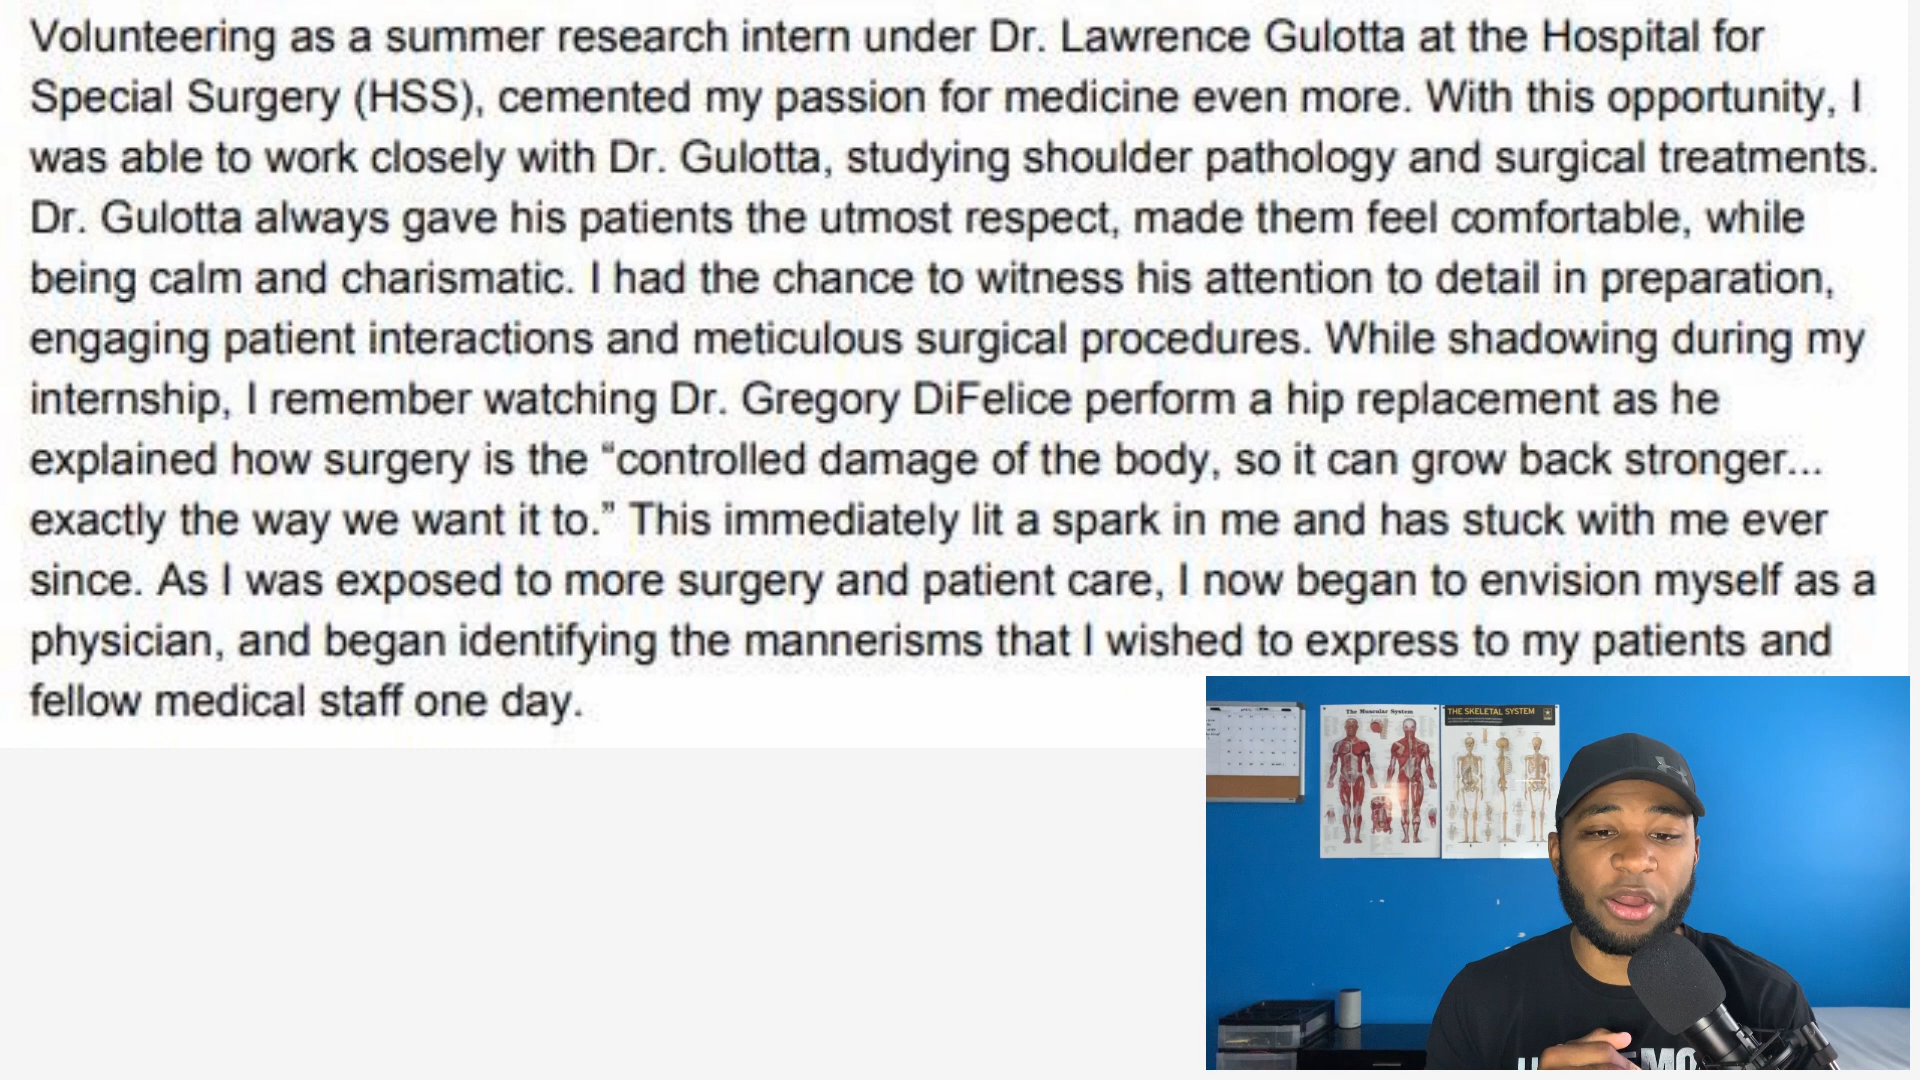 Volunteering as a summer research intern under Dr. Lawrence Gulotta at the Hospital for
Special Surgery (HSS), cemented my passion for medicine even more. With this opportunity, I
was able to work closely with Dr. Gulotta, studying shoulder pathology and surgical treatments.
Dr. Gulotta always gave his patients the utmost respect, made them feel comfortable, while
being calm and charismatic. I had the chance to witness his attention to detail in preparation,
engaging patient interactions and meticulous surgical procedures. While shadowing during my
internship, I remember watching Dr. Gregory DiFelice perform a hip replacement as he
explained how surgery is the “controlled damage of the body, so it can grow back stronger...
exactly the way we want it to.” This immediately lit a spark in me and has stuck with me ever
since. As I was exposed to more surgery and patient care, I now began to envision myself as a
physician, and began identifying the mannerisms that I wished to express to my patients and
fellow medical staff one day.
The Muscular System
THE SKELETAL SYSTEM